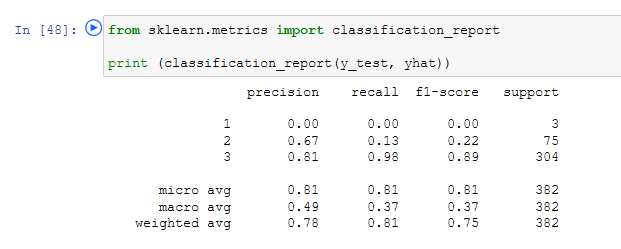 In [48]: from sklearn.metrics import classification_report
print (classification_report(y_test, yhat))
precision recall f1-score support
1 0.00 0.00 0.00 3
2 0.67 0.13 0.22 75
3 0.81 0.98 0.89 304
micro avg 0.81 0.81 0.81 382
macro avg 0.49 0.37 0.37 382
weighted avg 0.78 0.81 0.75 382